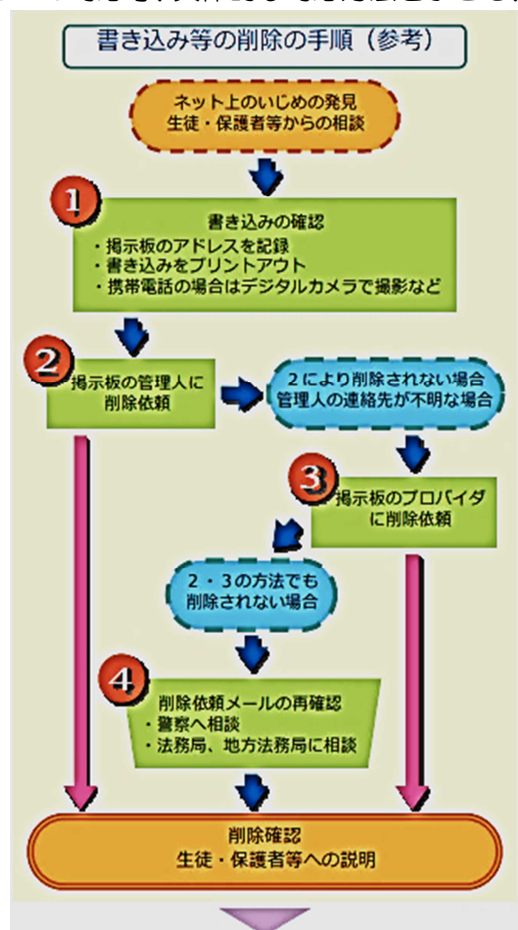 書き込み等の削除の手順（参考）
ネット上のいじめの発見
生徒・保護者等からの相談
1
書き込みの確認
・掲示板のアドレスを記録
・書き込みをプリントアウト
・携帯電話の場合はデジタルカメラで撮影など
2
掲示板の管理人に
削除依頼
２により削除されない場合
管理人の連絡先が不明な場合
3
掲示板のプロバイダ
に削除依頼
２・３の方法でも
削除されない場合
4
削除依頼メールの再確認
・警察へ相談
・法務局、地方法務局に相談
削除確認
生徒・保護者等への説明